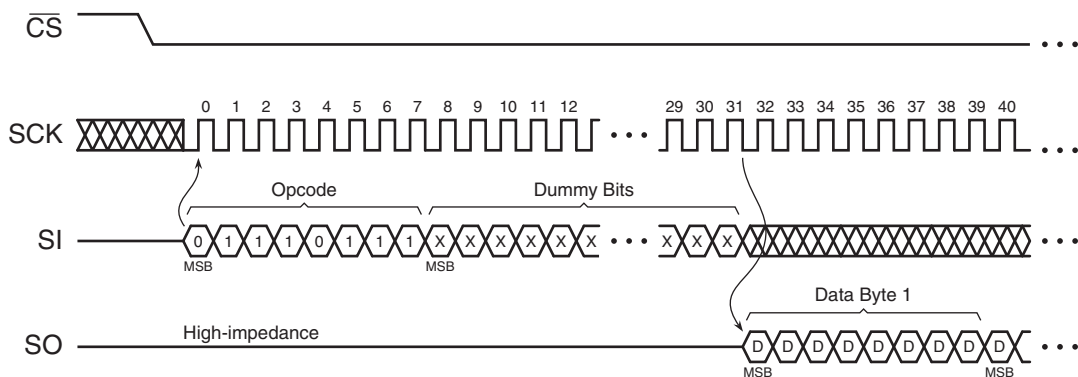 CS
• • •
0 1 2 3 4 5 6 7 8 9 10 11 12 29 30 31 32 33 34 35 36 37 38 39 40
SCK • • • • • •
Opcode Dummy Bits
SI 0 1 1 1 0 1 1 1 X X X X X X • • • X X X • • •
MSB MSB
Data Byte 1
High-impedance
SO D D D D D D D D D • • •
MSB MSB